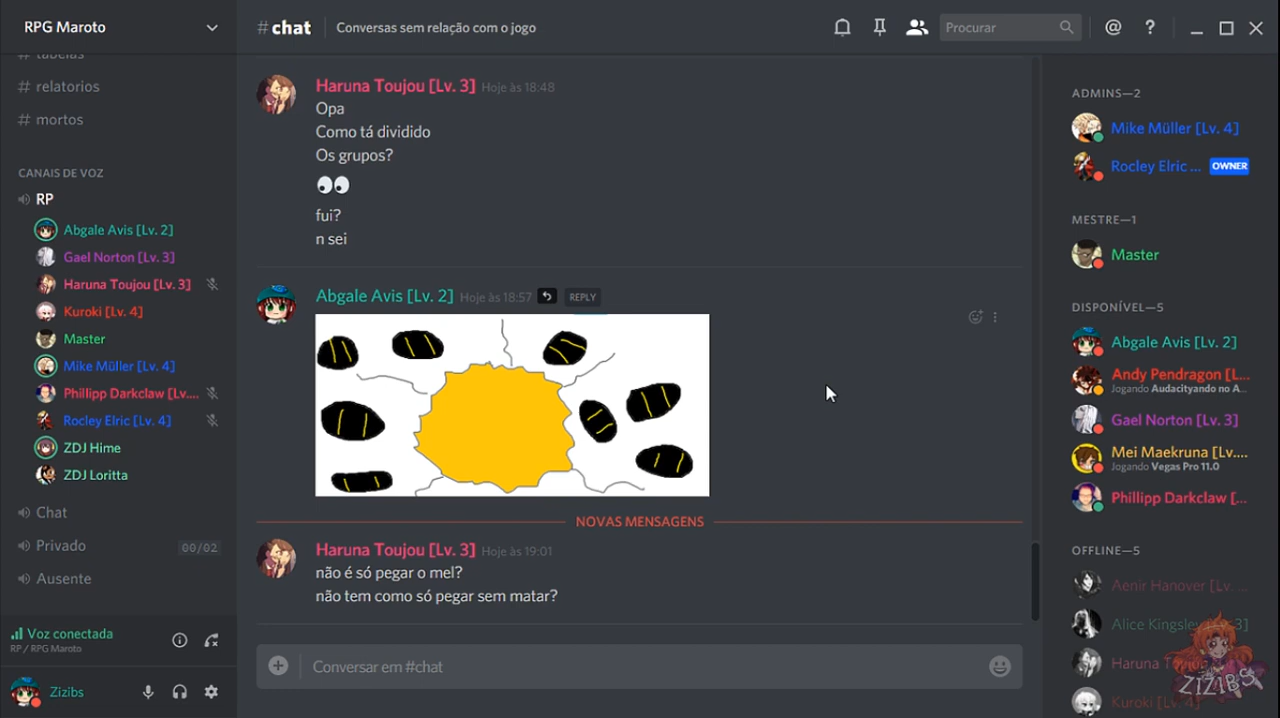 RPG Maroto
# tabelas
# relatorios
# mortos
CANAIS DE VOZ
RP
Abgale Avis [Lv. 2]
Gael Norton [Lv. 3]
Haruna Toujou [Lv. 3]
Kuroki [Lv. 4]
Master
Mike Müller [Lv. 4]
Phillipp Darkclaw [Lv....
Rocley Elric [Lv. 4]
ZDJ Hime
ZDJ Loritta
Chat
Privado 00/02
Ausente
Voz conectada
RP / RPG Maroto
Zizibs
#chat Conversas sem relação com o jogo
Procurar
Haruna Toujou [Lv. 3] Hoje às 18:48
Opa
Como tá dividido
Os grupos?
fui?
n sei
Abgale Avis [Lv. 2] Hoje às 18:57 REPLY
NOVAS MENSAGENS
Haruna Toujou [Lv. 3] Hoje às 19:01
não é só pegar o mel?
não tem como só pegar sem matar?
Conversar em #chat
ADMINS—2
Mike Müller [Lv. 4]
Rocley Elric ... OWNER
MESTRE—1
Master
DISPONÍVEL—5
Abgale Avis [Lv. 2]
Andy Pendragon [L...
Jogando Audacityando no A...
Gael Norton [Lv. 3]
Mei Maekruna [Lv....
Jogando Vegas Pro 11.0
Phillipp Darkclaw [...
OFFLINE—5
Aenir Hanover [Lv. ...
Alice Kingsley [Lv. 3]
Haruna
Kuroki [Lv. 4]
ZIZIBS